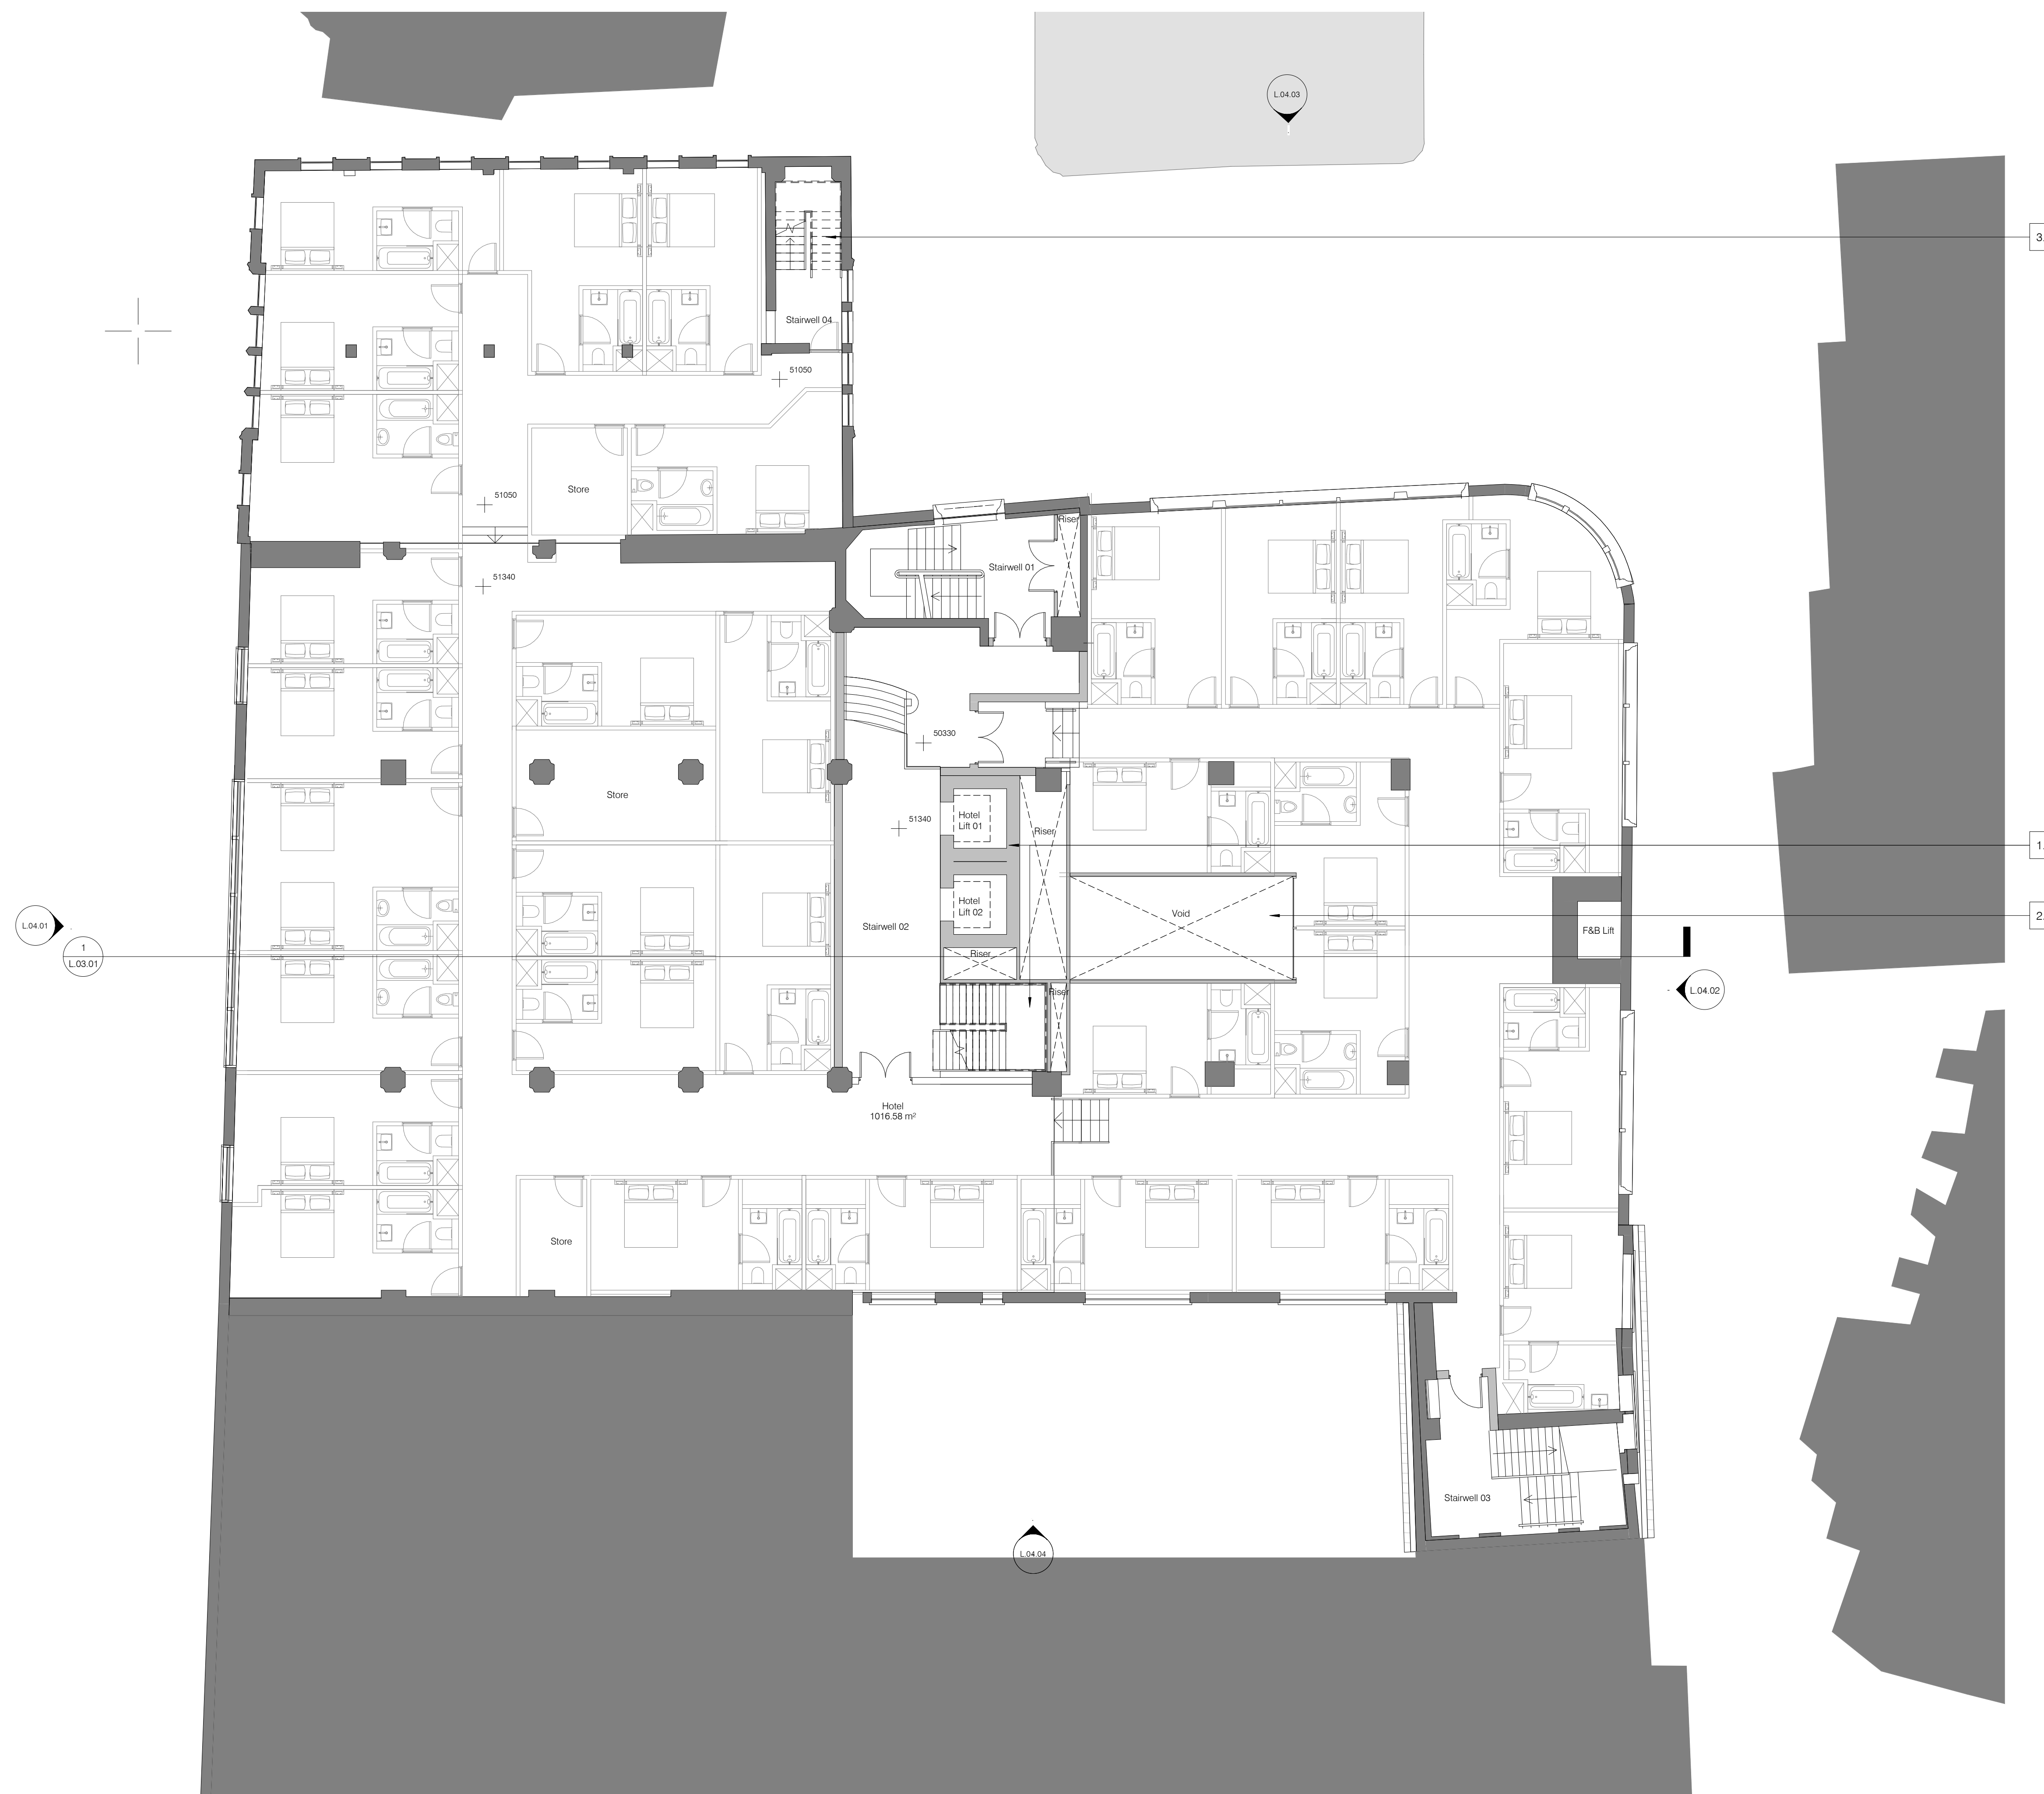 L.04.03
3.
Stairwell 04
51050
Store
51050
Riser
Stairwell 01
51340
50330
Store
Hotel
Lift 01
51340
Riser
1.
Hotel
Lift 02
Void
2.
L.04.01
Stairwell 02
F&B Lift
1
L.03.01
Riser
Riser
L.04.02
Hotel
1016.58 m²
Store
Stairwell 03
L.04.04